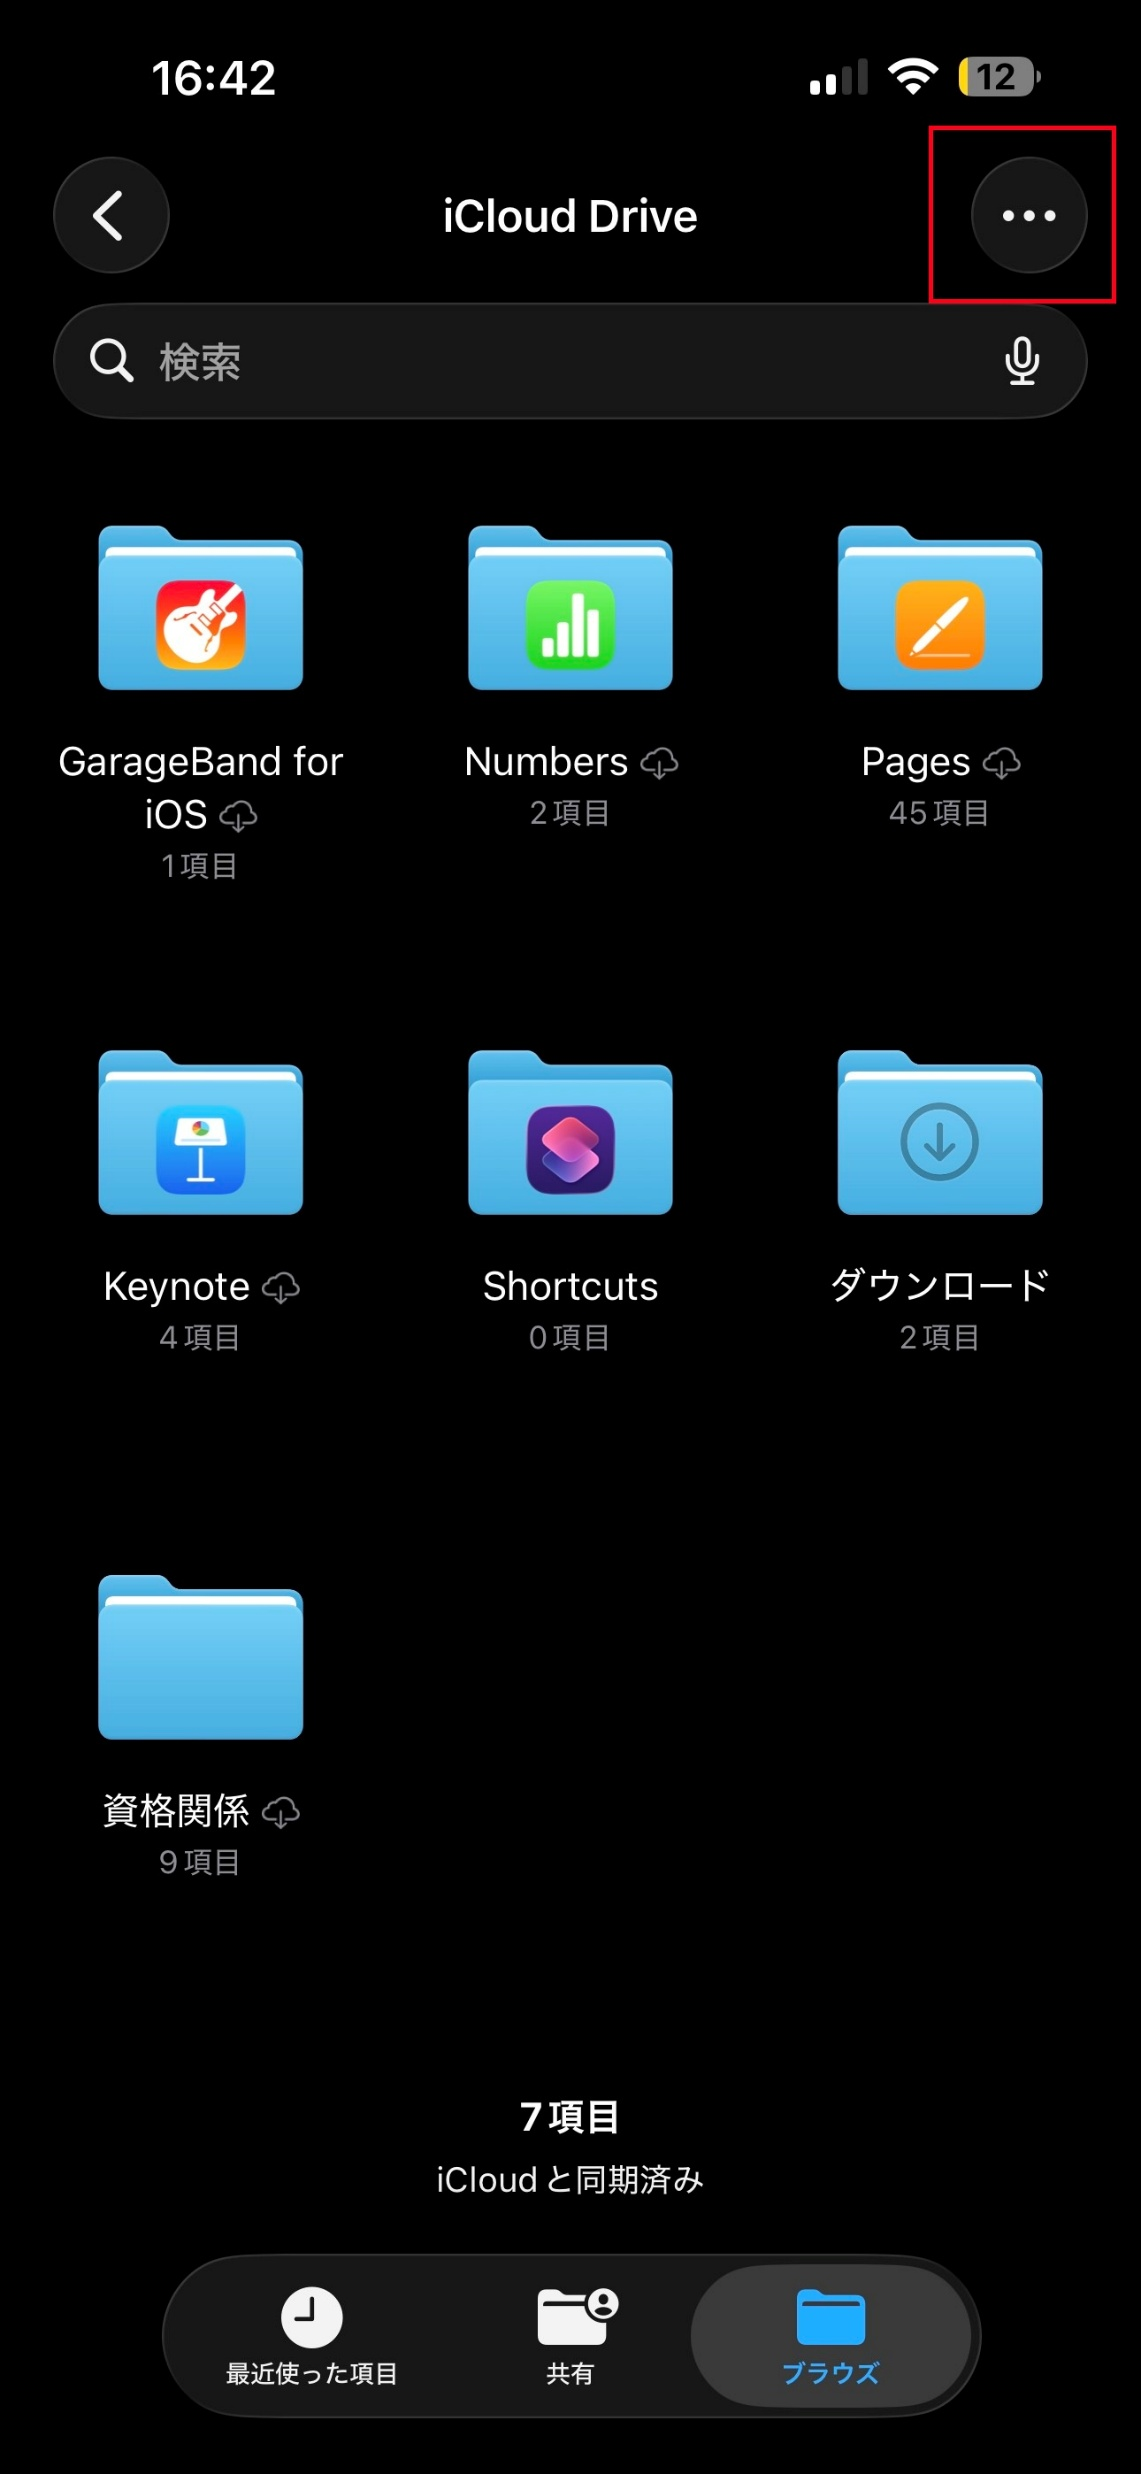 16:42
12
iCloud Drive
検索
GarageBand for
iOS
1項目
Numbers
2項目
Pages
45項目
Keynote
4項目
Shortcuts
0項目
ダウンロード
2項目
資格関係
9項目
7項目
iCloudと同期済み
最近使った項目
共有
ブラウズ